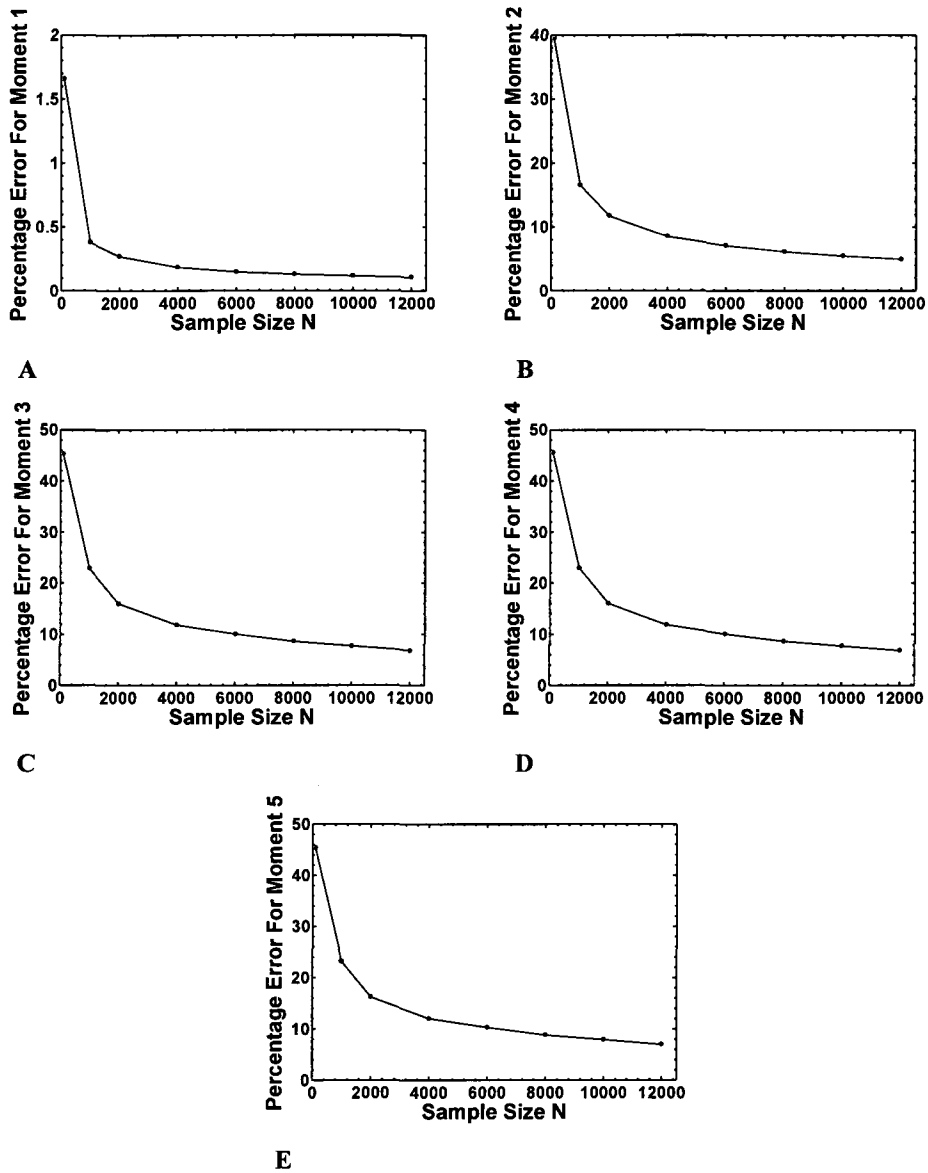 Percentage Error For Moment 1
2
1.5
1
0.5
0
0 2000 4000 6000 8000 10000 12000
Sample Size N
A
Percentage Error For Moment 2
40
30
20
10
0
0 2000 4000 6000 8000 10000 12000
Sample Size N
B
Percentage Error For Moment 3
50
40
30
20
10
0
0 2000 4000 6000 8000 10000 12000
Sample Size N
C
Percentage Error For Moment 4
50
40
30
20
10
0
0 2000 4000 6000 8000 10000 12000
Sample Size N
D
Percentage Error For Moment 5
50
40
30
20
10
0
0 2000 4000 6000 8000 10000 12000
Sample Size N
E